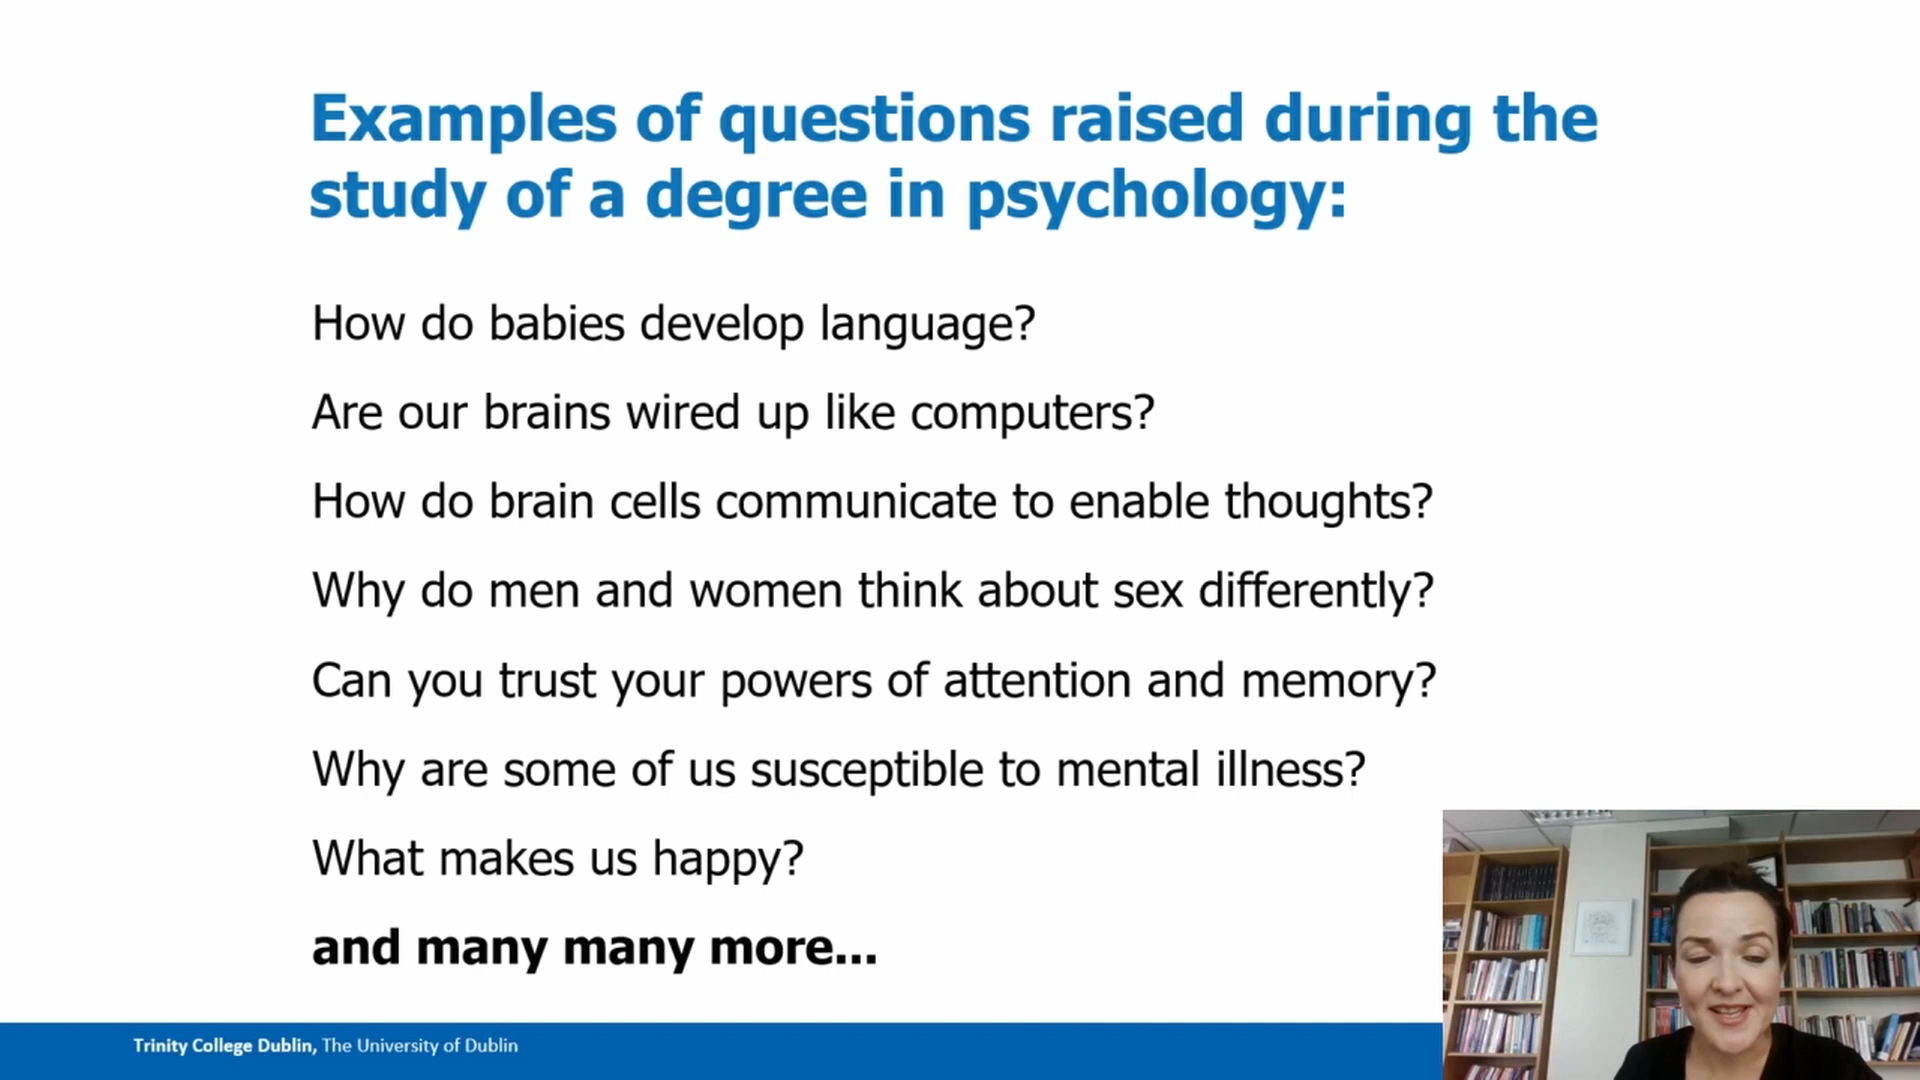 Examples of questions raised during the
study of a degree in psychology:
How do babies develop language?
Are our brains wired up like computers?
How do brain cells communicate to enable thoughts?
Why do men and women think about sex differently?
Can you trust your powers of attention and memory?
Why are some of us susceptible to mental illness?
What makes us happy?
and many many more...
Trinity College Dublin, The University of Dublin